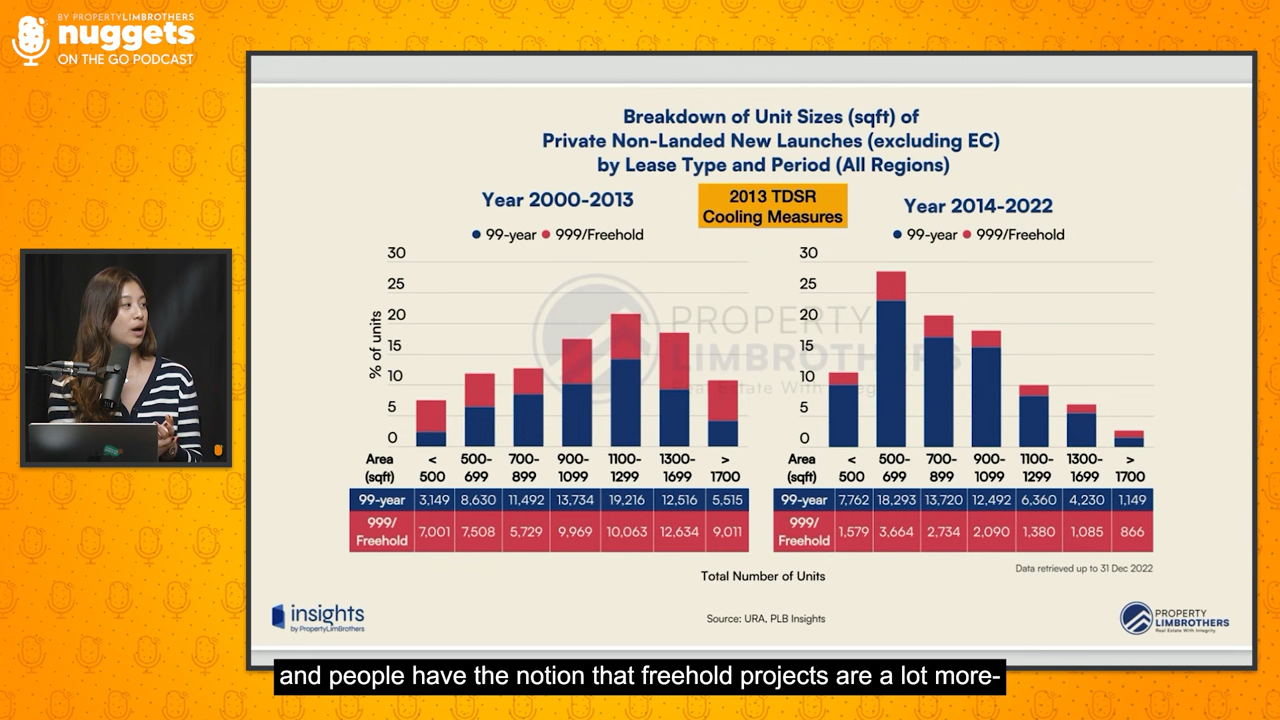 BY PROPERTYLIMBROTHERS
nuggets
ON THE GO PODCAST
Breakdown of Unit Sizes (sqft) of
Private Non-Landed New Launches (excluding EC)
by Lease Type and Period (All Regions)
Year 2000-2013
2013 TDSR
Cooling Measures
Year 2014-2022
99-year 999/Freehold
99-year 999/Freehold
% of units
30
25
20
15
10
5
0
30
25
20
15
10
5
0
PROPERTY
LIMBROTHERS
Real Estate With Integ
Area (sqft) < 500 500-699 700-899 900-1099 1100-1299 1300-1699 > 1700
99-year 3,149 8,630 11,492 13,734 19,216 12,516 5,515
999/Freehold 7,001 7,508 5,729 9,969 10,063 12,634 9,011
Area (sqft) < 500 500-699 700-899 900-1099 1100-1299 1300-1699 > 1700
99-year 7,762 18,293 13,720 12,492 6,360 4,230 1,149
999/Freehold 1,579 3,664 2,734 2,090 1,380 1,085 866
Total Number of Units
Data retrieved up to 31 Dec 2022
insights
by PropertyLimBrothers
Source: URA, PLB Insights
PROPERTY
LIMBROTHERS
Real Estate With Integrity
and people have the notion that freehold projects are a lot more-